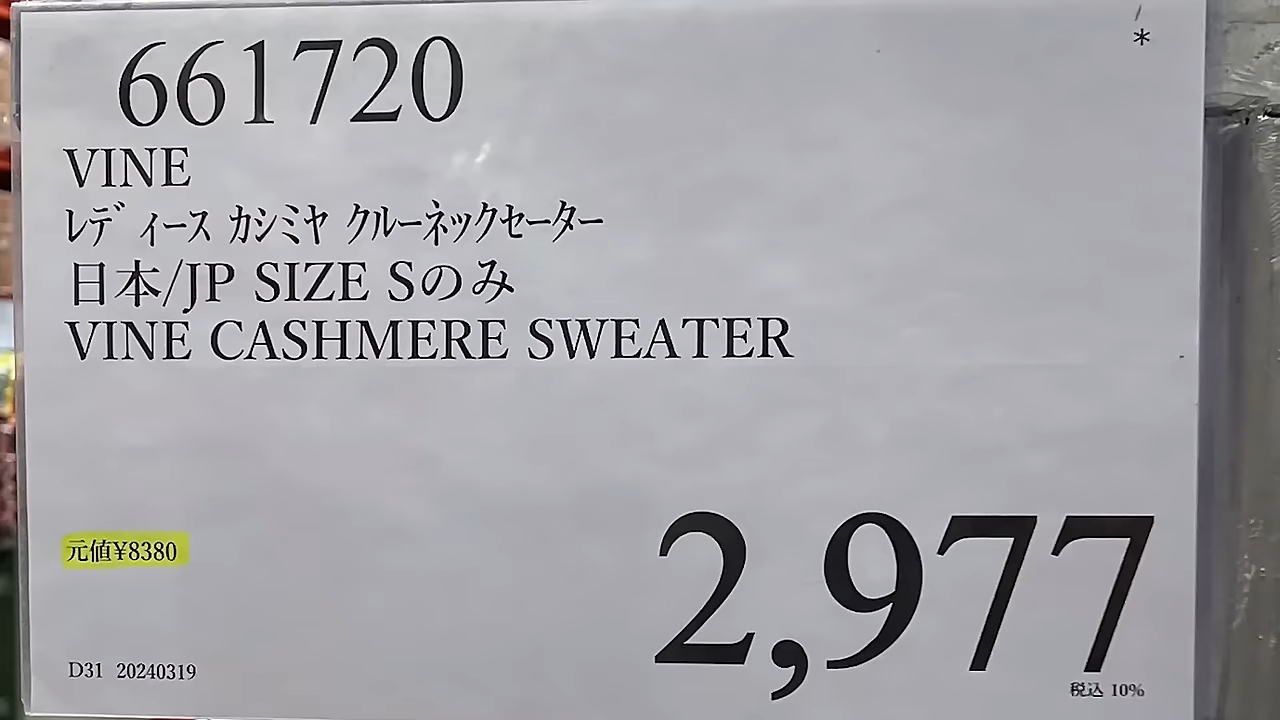 *
661720
VINE
ﾚﾃﾞｨｰｽ ｶｼﾐﾔ ｸﾙｰﾈｯｸｾｰﾀｰ
日本/JP SIZE Sのみ
VINE CASHMERE SWEATER
元値¥8380
2,977
税込 10%
D31 20240319